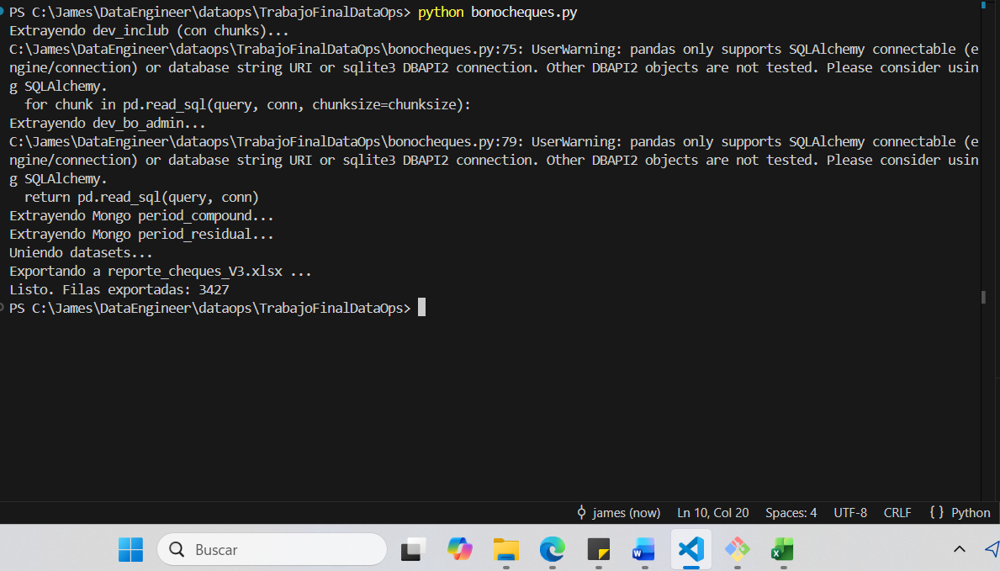 PS C:\James\DataEngineer\dataops\TrabajoFinalDataOps> python bonocheques.py
Extrayendo dev_inclub (con chunks)...
C:\James\DataEngineer\dataops\TrabajoFinalDataOps\bonocheques.py:75: UserWarning: pandas only supports SQLAlchemy connectable (e
ngine/connection) or database string URI or sqlite3 DBAPI2 connection. Other DBAPI2 objects are not tested. Please consider usin
g SQLAlchemy.
  for chunk in pd.read_sql(query, conn, chunksize=chunksize):
Extrayendo dev_bo_admin...
C:\James\DataEngineer\dataops\TrabajoFinalDataOps\bonocheques.py:79: UserWarning: pandas only supports SQLAlchemy connectable (e
ngine/connection) or database string URI or sqlite3 DBAPI2 connection. Other DBAPI2 objects are not tested. Please consider usin
g SQLAlchemy.
  return pd.read_sql(query, conn)
Extrayendo Mongo period_compound...
Extrayendo Mongo period_residual...
Uniendo datasets...
Exportando a reporte_cheques_V3.xlsx ...
Listo. Filas exportadas: 3427
PS C:\James\DataEngineer\dataops\TrabajoFinalDataOps>
james (now) Ln 10, Col 20 Spaces: 4 UTF-8 CRLF { } Python
Buscar